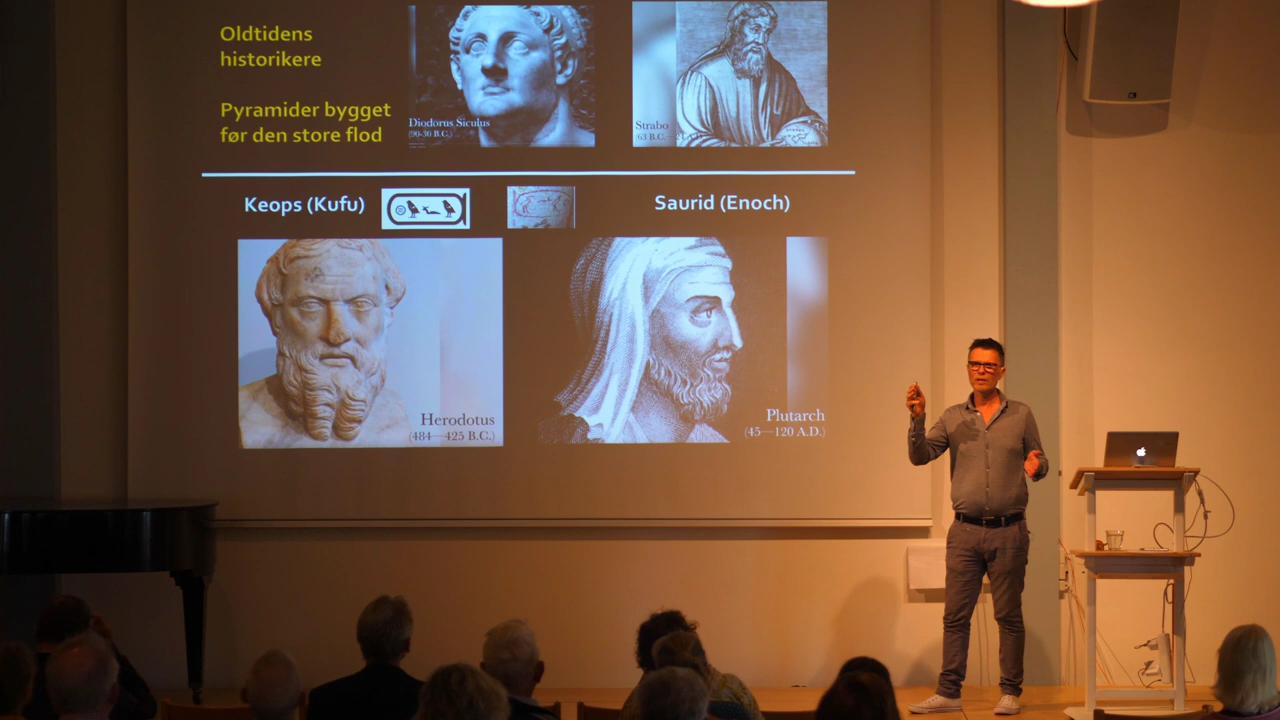 Oldtidens
historikere
Pyramider bygget
før den store flod
Diodorus Siculus
(90-30 B.C.)
Strabo
(63 B.C.
Keops (Kufu)
Saurid (Enoch)
Herodotus
(484—425 B.C.)
Plutarch
(45—120 A.D.)